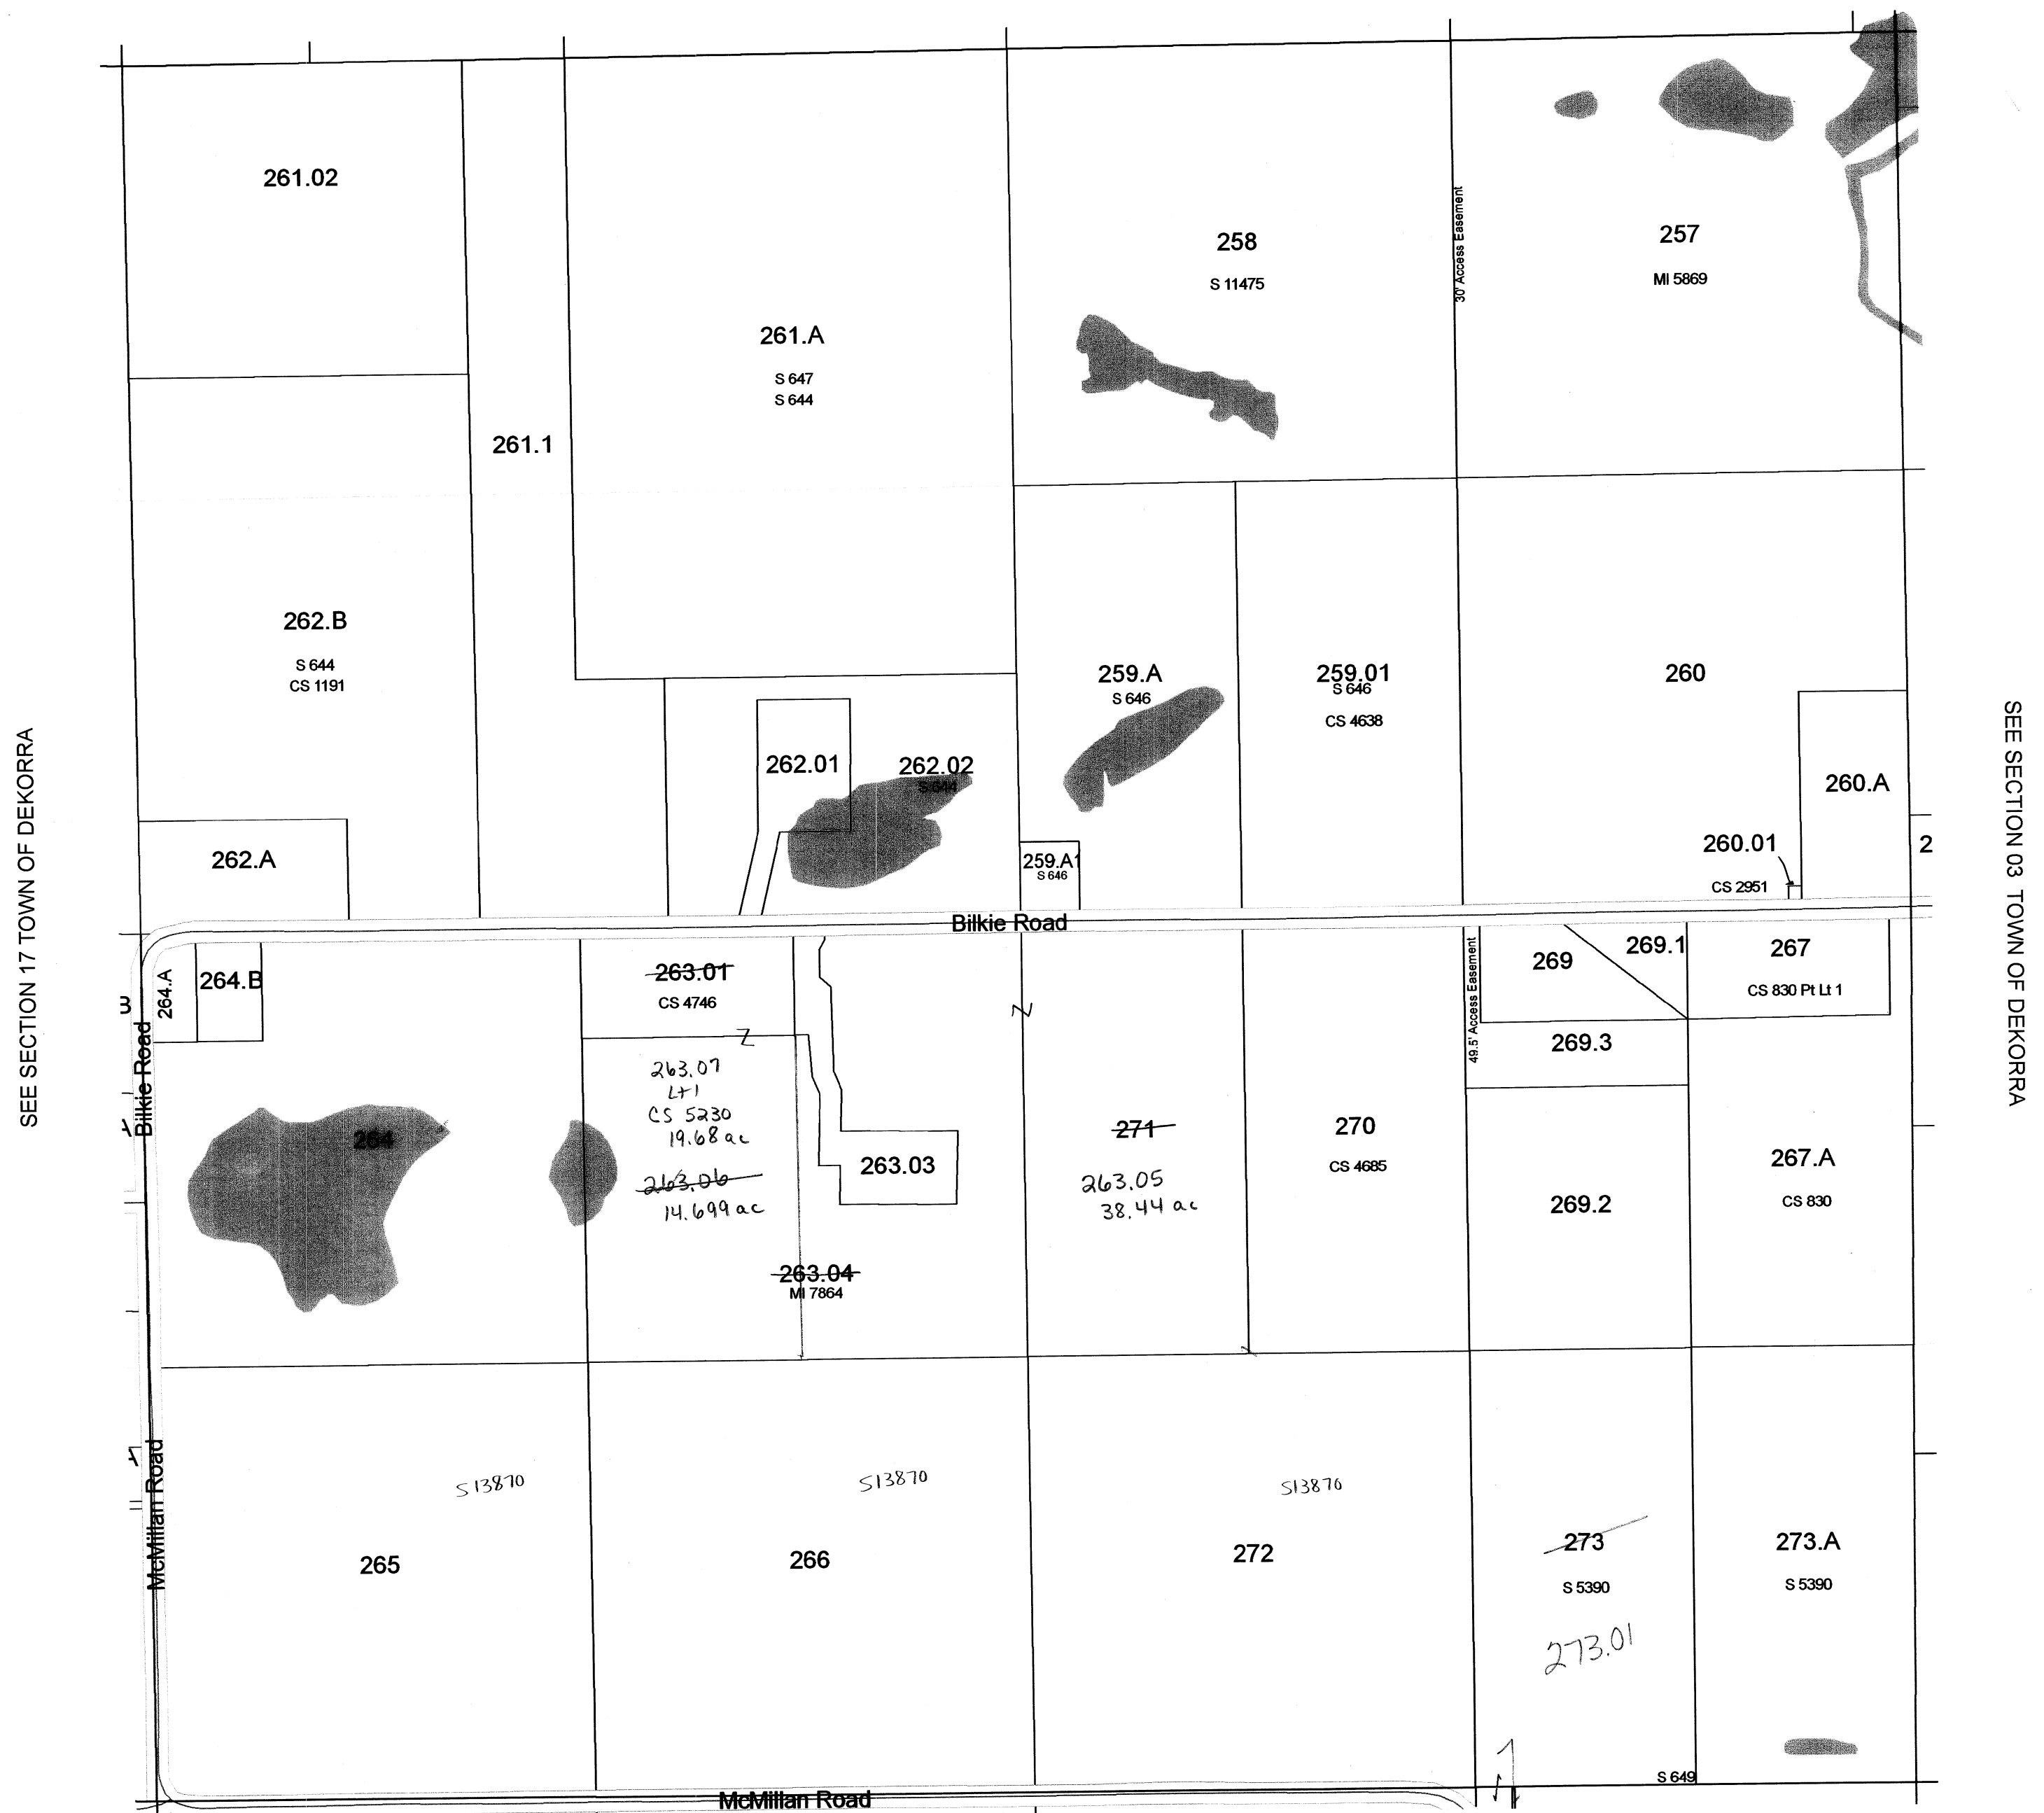 261.02
258
S 11475
30' Access Easement
257
MI 5869
261.A
S 647
S 644
261.1
262.B
S 644
CS 1191
259.A
S 646
259.01
S 646
CS 4638
260
262.01
262.02
S 644
260.A
262.A
259.A1
S 646
260.01
CS 2951
2
SEE SECTION 17 TOWN OF DEKORRA
SEE SECTION 03 TOWN OF DEKORRA
Bilkie Road
264.A
264.B
263.01
CS 4746
49.5' Access Easement
269
269.1
267
CS 830 Pt Lt 1
269.3
B
Bilkie Road
263.07
Lt 1
CS 5230
19.68 ac
263.06
14.699 ac
264
263.03
271
263.05
38.44 ac
270
CS 4685
267.A
CS 830
269.2
A
263.04
MI 7864
A
McMillan Road
S13870
S13870
S13870
265
266
272
273
S 5390
273.01
273.A
S 5390
S 649
McMillan Road